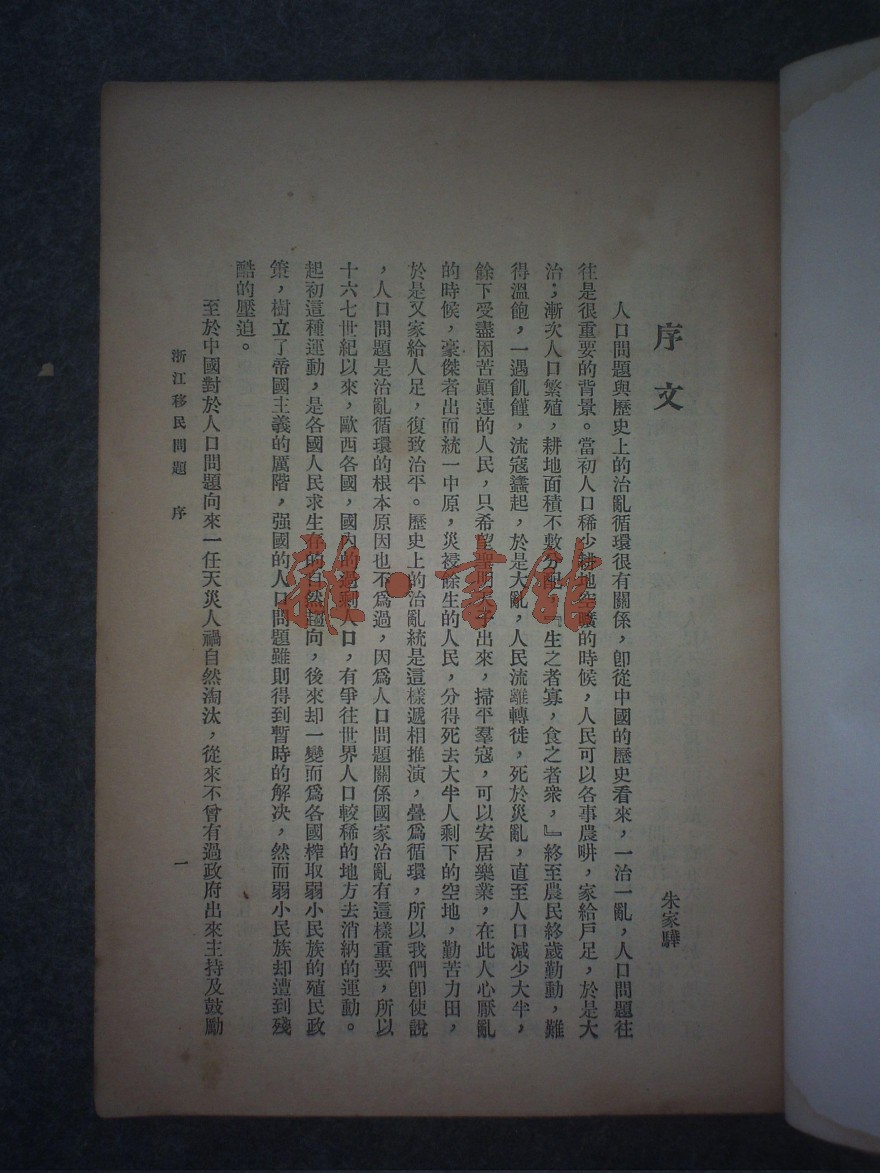 序文
朱家驊
人口問題與歷史上的治亂循環很有關係，卽從中國的歷史看來，一治一亂，人口問題往
往是很重要的背景。當初人口稀少耕地空曠的時候，人民可以各事農畊，家給戶足，於是大
治；漸次人口繁殖，耕地面積不敷分配，『生之者寡，食之者衆，』終至農民終歲勤動，難
得溫飽，一遇飢饉，流寇蠭起，於是大亂，人民流離轉徙，死於災亂，直至人口減少大半，
餘下受盡困苦顚連的人民，只希望聖明天子出來，掃平羣寇，可以安居樂業，在此人心厭亂
的時候，豪傑者出而統一中原，災祲餘生的人民，分得死去大半人剩下的空地，勤苦力田，
於是又家給人足，復致治平。歷史上的治亂統是這樣遞相推演，疊爲循環，所以我們卽使說
，人口問題是治亂循環的根本原因也不爲過，因爲人口問題關係國家治亂有這樣重要，所以
十六七世紀以來，歐西各國，國內的過剩人口，有爭往世界人口較稀的地方去消納的運動。
起初這種運動，是各國人民求生存的自然趨向，後來却一變而爲各國榨取弱小民族的殖民政
策，樹立了帝國主義的厲階，强國的人口問題雖則得到暫時的解决，然而弱小民族却遭到殘
酷的壓迫。
至於中國對於人口問題向來一任天災人禍自然淘汰，從來不曾有過政府出來主持及鼓勵
浙江移民問題　序
一
雜·書館